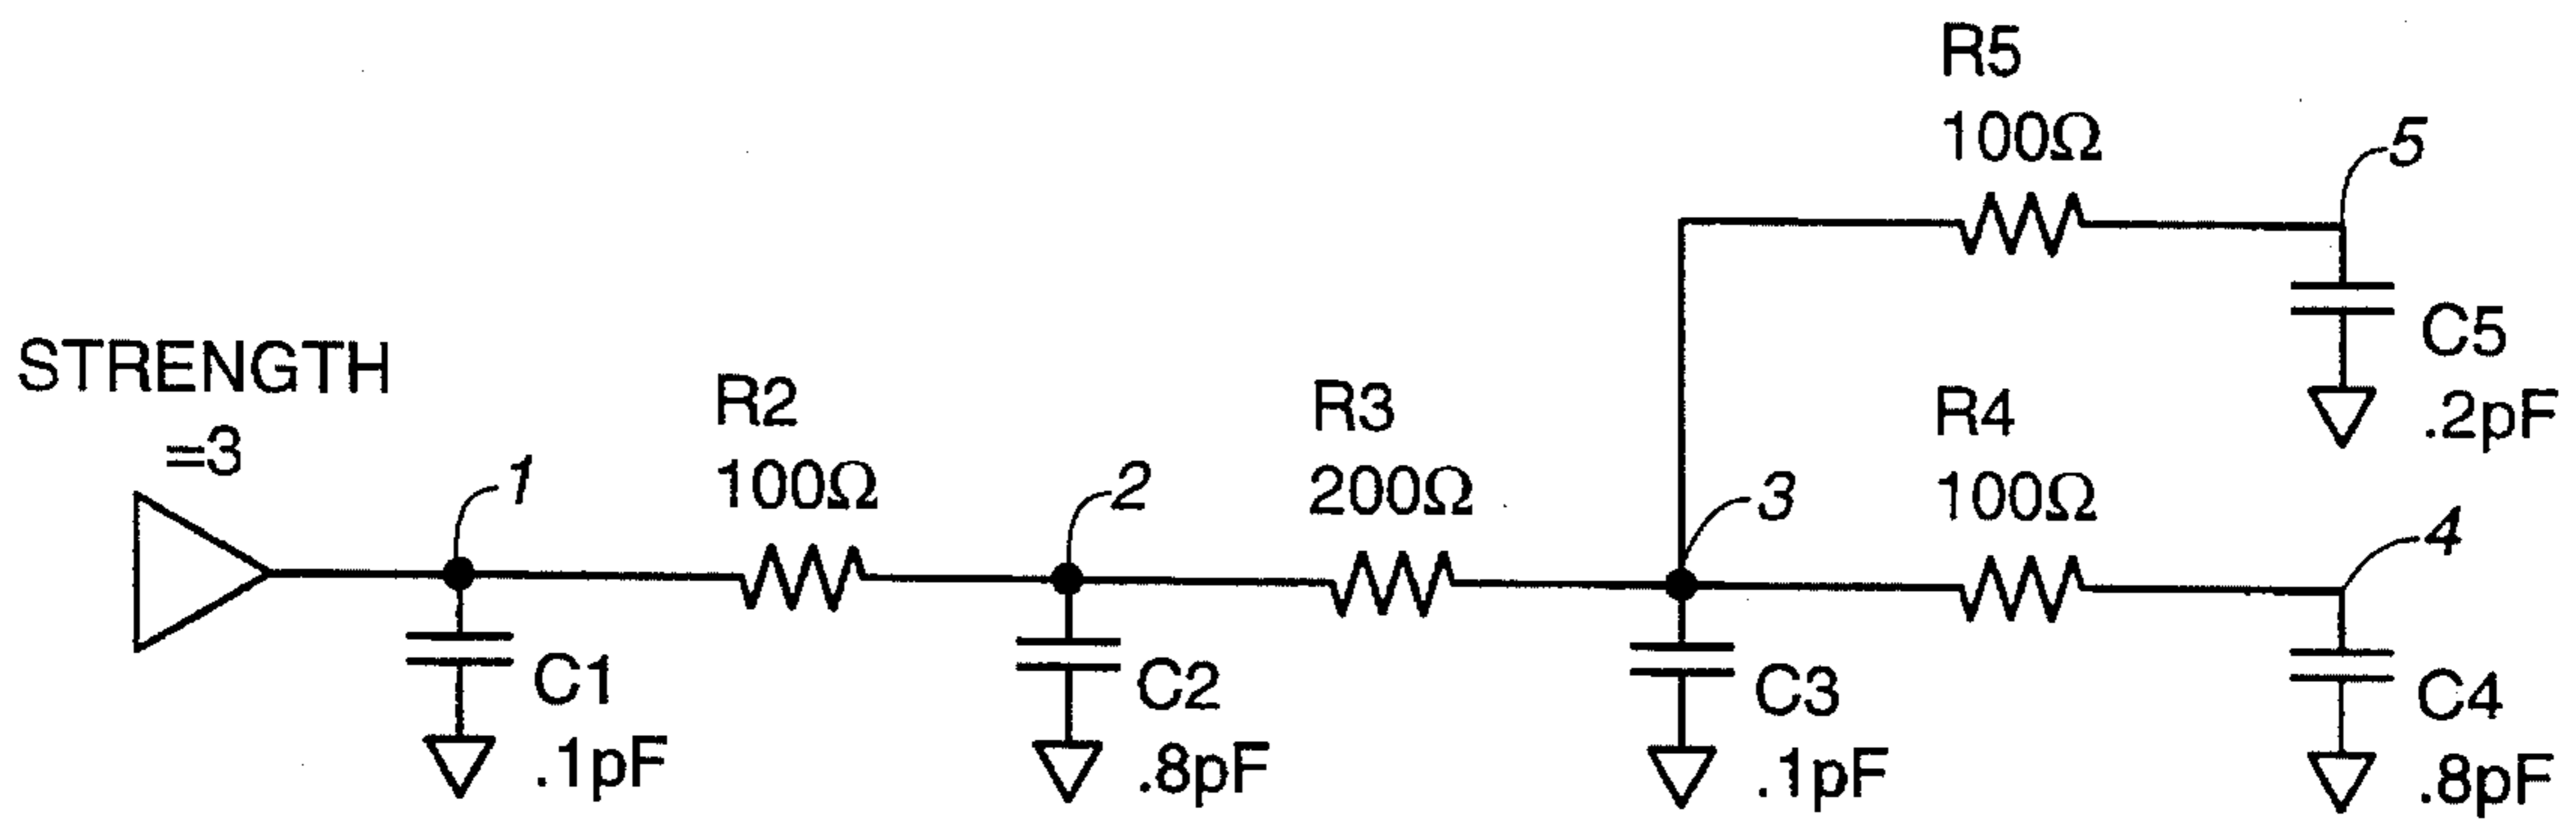 STRENGTH
=3
1
R2
100Ω
2
R3
200Ω
3
R5
100Ω
5
R4
100Ω
4
C1
.1pF
C2
.8pF
C3
.1pF
C5
.2pF
C4
.8pF